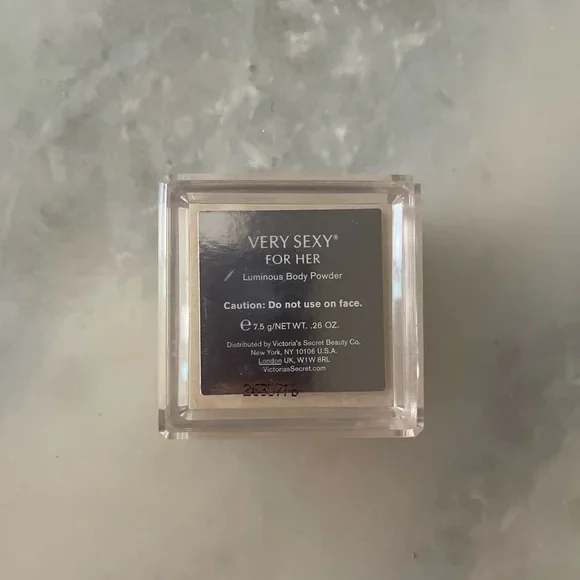 VERY SEXY®
FOR HER
Luminous Body Powder
Caution: Do not use on face.
℮ 7.5 g/NET WT. .26 OZ.
Distributed by Victoria's Secret Beauty Co.
New York, NY 10106 U.S.A.
London UK, W1W 8RL
VictoriasSecret.com